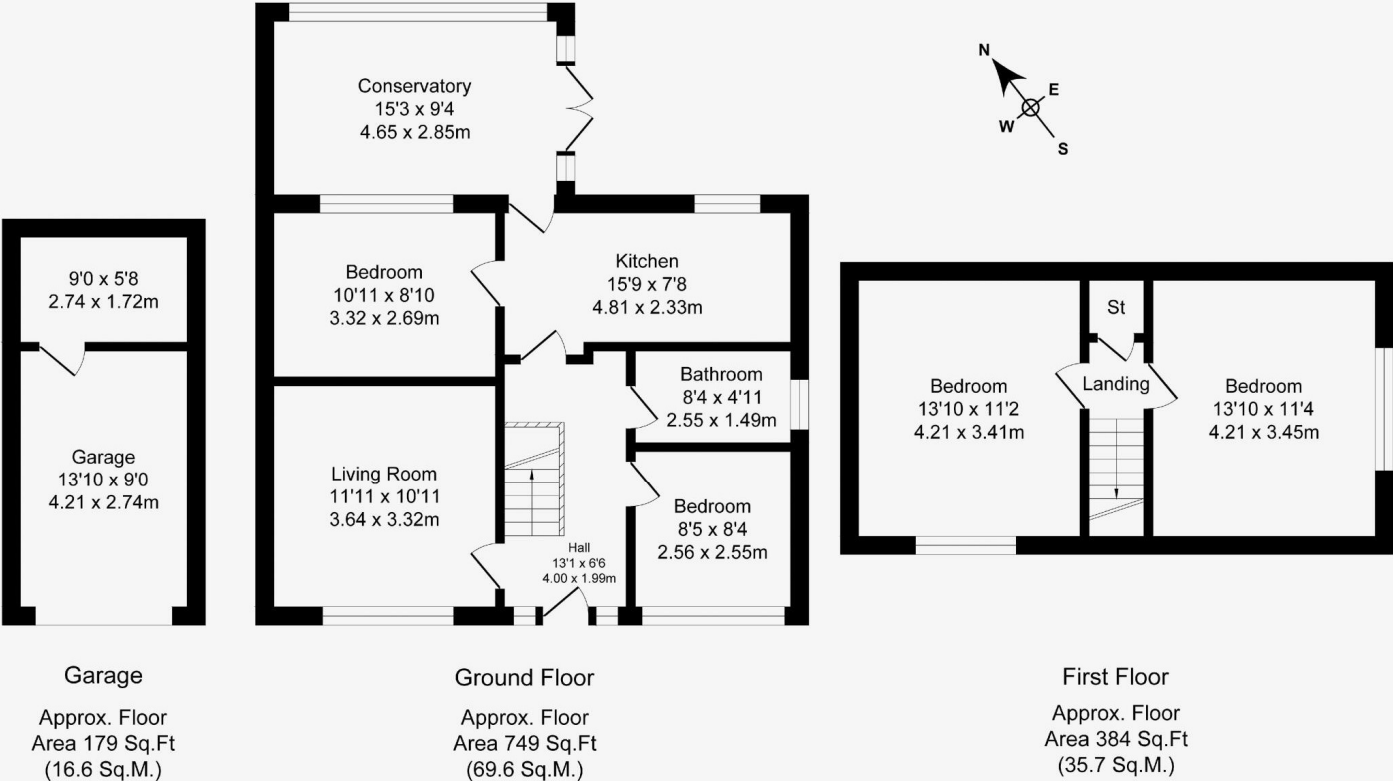 Conservatory
15'3 x 9'4
4.65 x 2.85m
N
E
W
S
9'0 x 5'8
2.74 x 1.72m
Bedroom
10'11 x 8'10
3.32 x 2.69m
Kitchen
15'9 x 7'8
4.81 x 2.33m
St
Landing
Bathroom
8'4 x 4'11
2.55 x 1.49m
Bedroom
13'10 x 11'2
4.21 x 3.41m
Bedroom
13'10 x 11'4
4.21 x 3.45m
Garage
13'10 x 9'0
4.21 x 2.74m
Living Room
11'11 x 10'11
3.64 x 3.32m
Bedroom
8'5 x 8'4
2.56 x 2.55m
Hall
13'1 x 6'6
4.00 x 1.99m
Garage
Approx. Floor
Area 179 Sq.Ft
(16.6 Sq.M.)
Ground Floor
Approx. Floor
Area 749 Sq.Ft
(69.6 Sq.M.)
First Floor
Approx. Floor
Area 384 Sq.Ft
(35.7 Sq.M.)